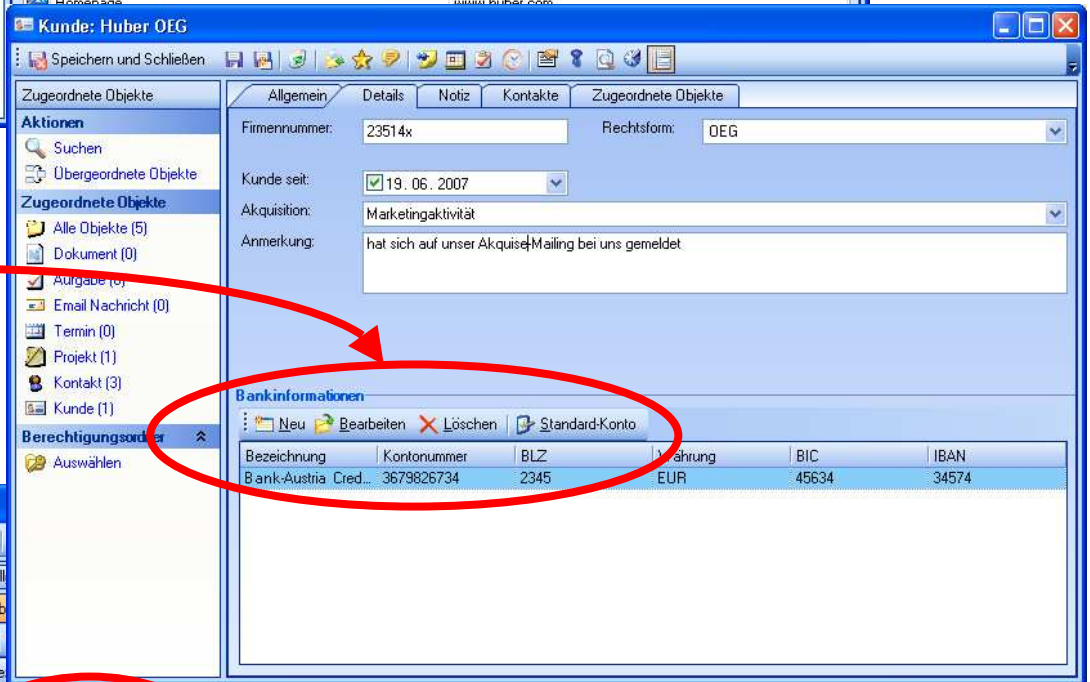 Homepage www.huber.com
Kunde: Huber OEG
Speichern und Schließen
Zugeordnete Objekte
Aktionen
Suchen
Übergeordnete Objekte
Zugeordnete Objekte
Alle Objekte (5)
Dokument (0)
Aufgabe (0)
Email Nachricht (0)
Termin (0)
Projekt (1)
Kontakt (3)
Kunde (1)
Berechtigungsordner
Auswählen
Allgemein Details Notiz Kontakte Zugeordnete Objekte
Firmennummer: 23514x Rechtsform: OEG
Kunde seit: 19. 06. 2007
Akquisition: Marketingaktivität
Anmerkung: hat sich auf unser Akquise-Mailing bei uns gemeldet
Bankinformationen
Neu Bearbeiten Löschen Standard-Konto
Bezeichnung Kontonummer BLZ Währung BIC IBAN
Bank-Austria Cred... 3679826734 2345 EUR 45634 34574